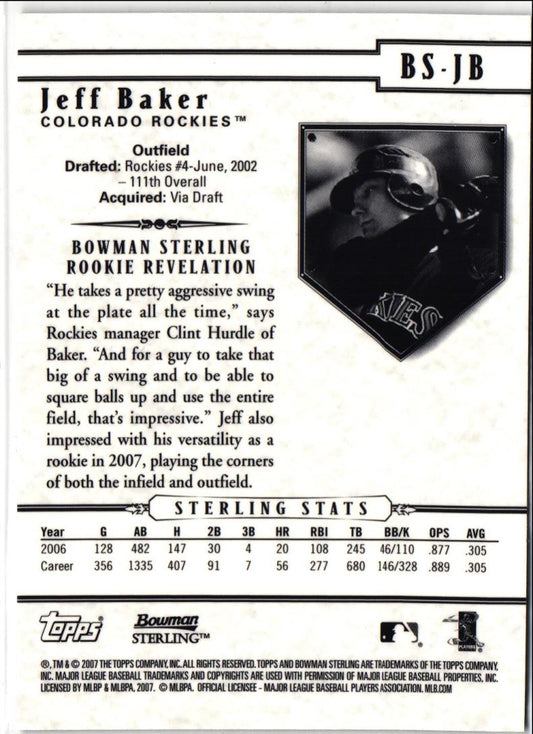 BS-JB
Jeff Baker
COLORADO ROCKIES™
Outfield
Drafted: Rockies #4-June, 2002
– 111th Overall
Acquired: Via Draft
BOWMAN STERLING
ROOKIE REVELATION
“He takes a pretty aggressive swing
at the plate all the time,” says
Rockies manager Clint Hurdle of
Baker. “And for a guy to take that
big of a swing and to be able to
square balls up and use the entire
field, that’s impressive.” Jeff also
impressed with his versatility as a
rookie in 2007, playing the corners
of both the infield and outfield.
KIES
STERLING STATS
Year G AB H 2B 3B HR RBI TB BB/K OPS AVG
2006 128 482 147 30 4 20 108 245 46/110 .877 .305
Career 356 1335 407 91 7 56 277 680 146/328 .889 .305
Topps Bowman
STERLING™
PLAYERS
®,TM & © 2007 THE TOPPS COMPANY, INC. ALL RIGHTS RESERVED. TOPPS AND BOWMAN STERLING ARE TRADEMARKS OF THE TOPPS COMPANY,
INC. MAJOR LEAGUE BASEBALL TRADEMARKS AND COPYRIGHTS ARE USED WITH PERMISSION OF MAJOR LEAGUE BASEBALL PROPERTIES, INC.
LICENSED BY MLBP & MLBPA, 2007. © MLBPA. OFFICIAL LICENSEE - MAJOR LEAGUE BASEBALL PLAYERS ASSOCIATION. MLB.COM